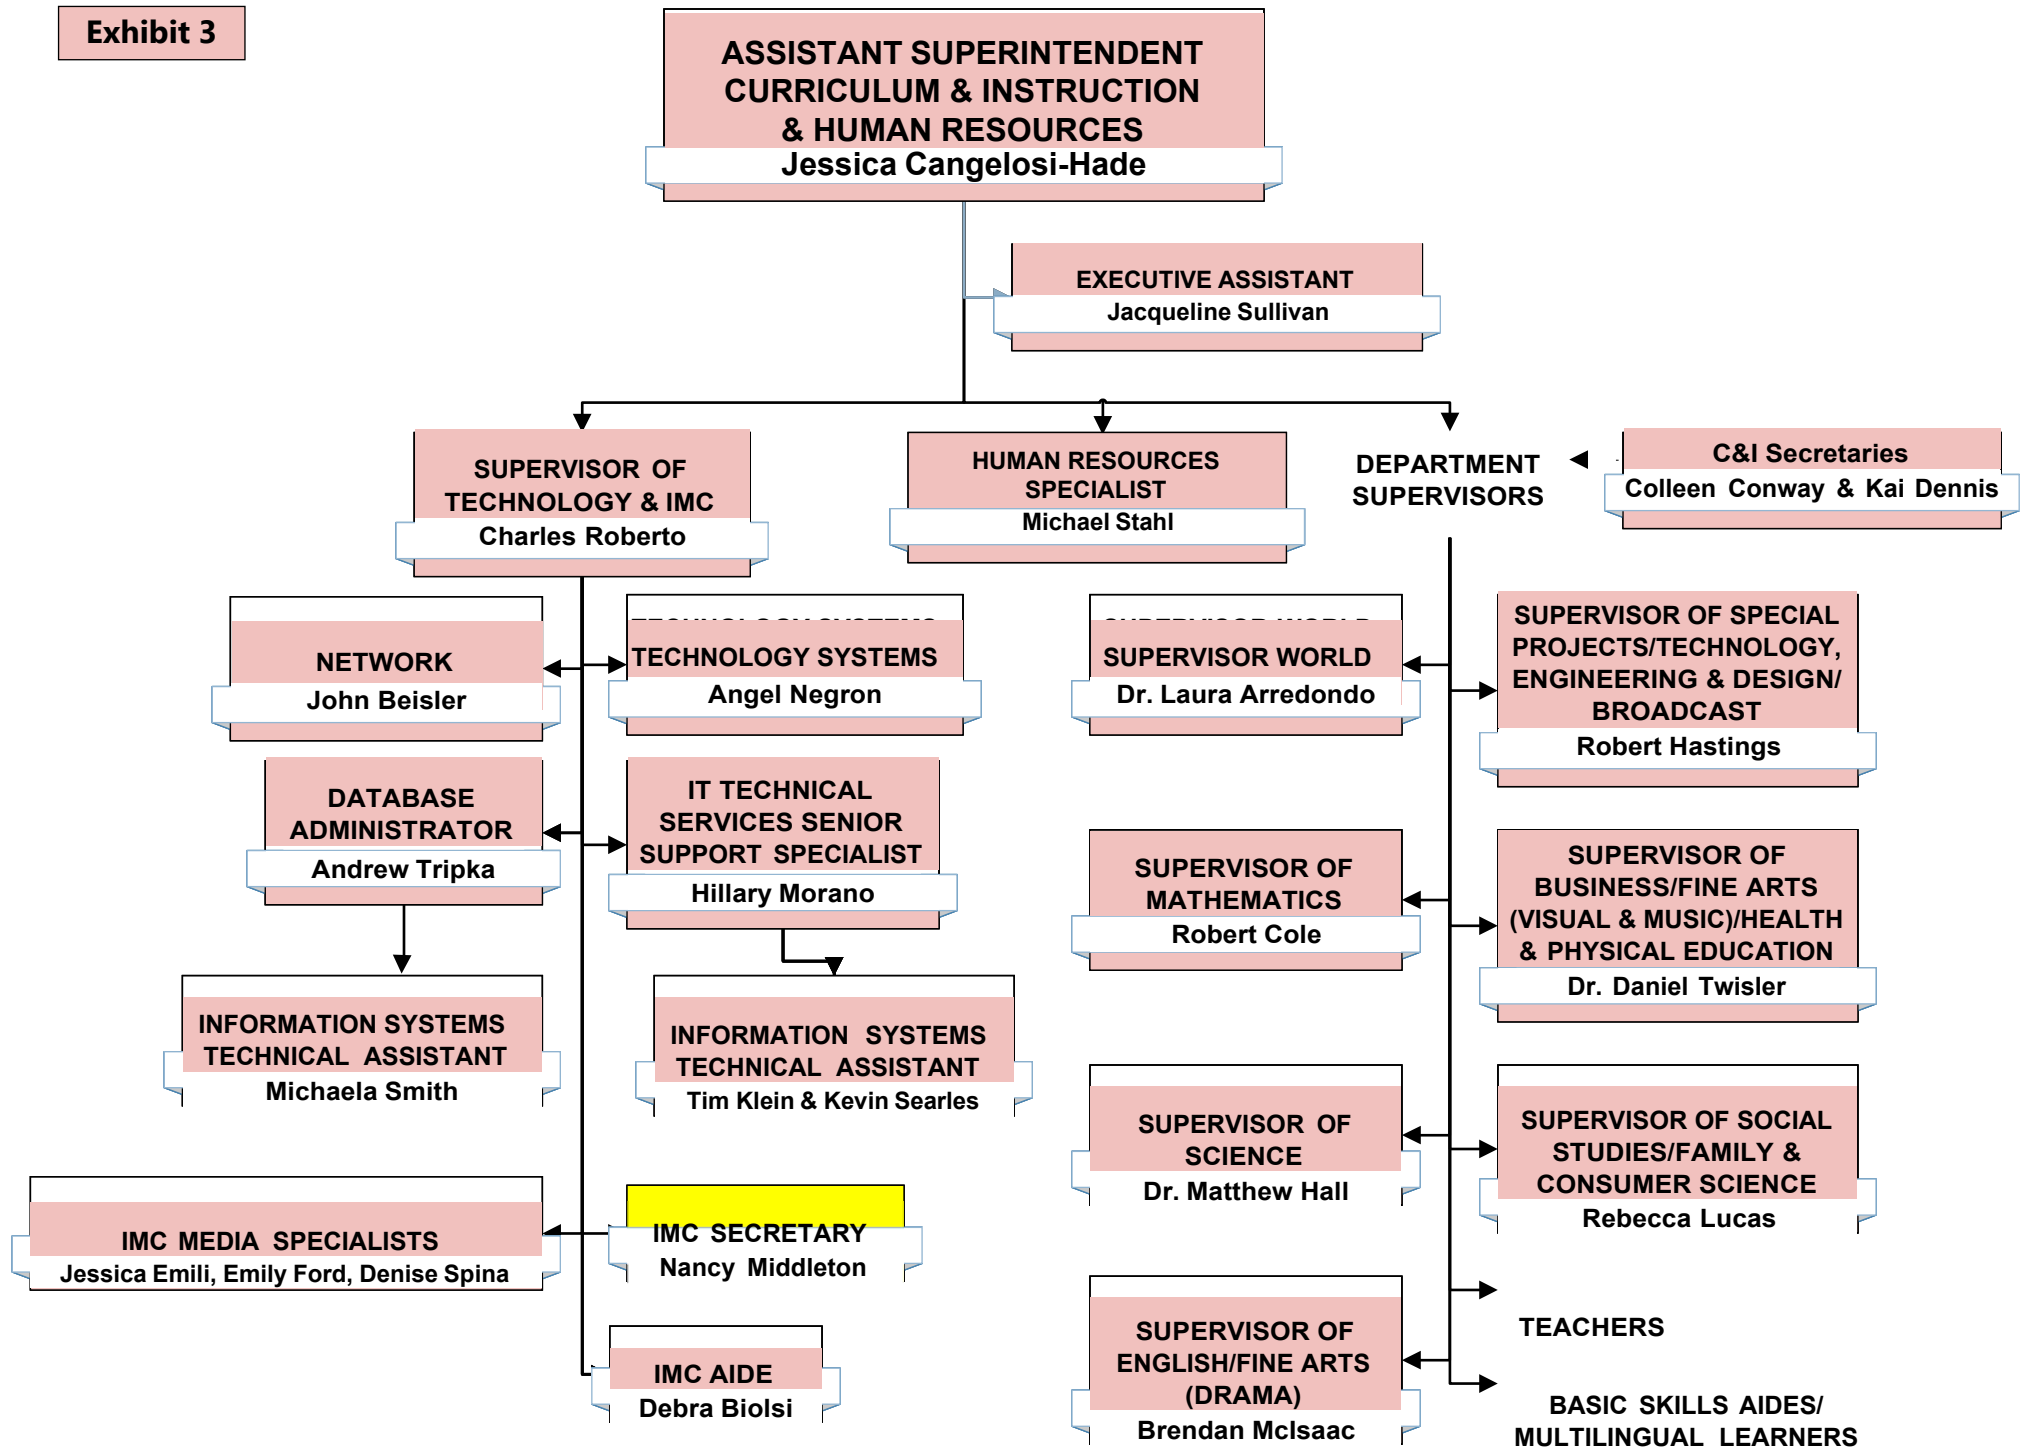 Exhibit 3
ASSISTANT SUPERINTENDENT
CURRICULUM & INSTRUCTION
& HUMAN RESOURCES
Jessica Cangelosi-Hade
EXECUTIVE ASSISTANT
Jacqueline Sullivan
SUPERVISOR OF
TECHNOLOGY & IMC
Charles Roberto
HUMAN RESOURCES
SPECIALIST
Michael Stahl
DEPARTMENT
SUPERVISORS
C&I Secretaries
Colleen Conway & Kai Dennis
NETWORK
John Beisler
TECHNOLOGY SYSTEMS
TECHNOLOGY SYSTEMS
Angel Negron
SUPERVISOR WORLD
SUPERVISOR WORLD
Dr. Laura Arredondo
SUPERVISOR OF SPECIAL
PROJECTS/TECHNOLOGY,
ENGINEERING & DESIGN/
BROADCAST
Robert Hastings
DATABASE
ADMINISTRATOR
Andrew Tripka
IT TECHNICAL
SERVICES SENIOR
SUPPORT SPECIALIST
Hillary Morano
SUPERVISOR OF
MATHEMATICS
Robert Cole
SUPERVISOR OF
BUSINESS/FINE ARTS
(VISUAL & MUSIC)/HEALTH
& PHYSICAL EDUCATION
Dr. Daniel Twisler
INFORMATION SYSTEMS
TECHNICAL ASSISTANT
Michaela Smith
INFORMATION SYSTEMS
TECHNICAL ASSISTANT
Tim Klein & Kevin Searles
SUPERVISOR OF
SCIENCE
Dr. Matthew Hall
SUPERVISOR OF SOCIAL
STUDIES/FAMILY &
CONSUMER SCIENCE
Rebecca Lucas
IMC MEDIA SPECIALISTS
Jessica Emili, Emily Ford, Denise Spina
IMC SECRETARY
Nancy Middleton
IMC AIDE
Debra Biolsi
SUPERVISOR OF
ENGLISH/FINE ARTS
(DRAMA)
Brendan McIsaac
TEACHERS
BASIC SKILLS AIDES/
MULTILINGUAL LEARNERS